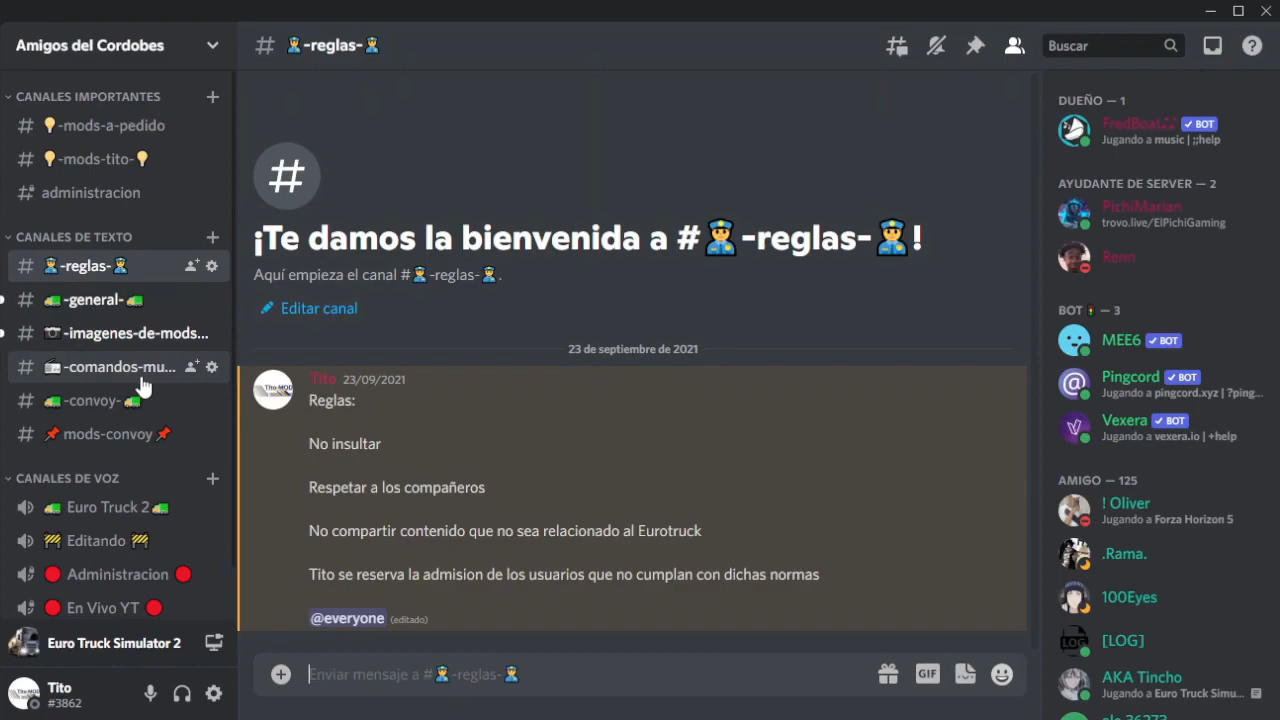 Amigos del Cordobes
CANALES IMPORTANTES
-mods-a-pedido
-mods-tito-
administracion
CANALES DE TEXTO
-reglas-
-general-
-imagenes-de-mods...
-comandos-mu...
-convoy-
mods-convoy
CANALES DE VOZ
Euro Truck 2
Editando
Administracion
En Vivo YT
Euro Truck Simulator 2
Tito
#3862
-reglas-
Buscar
¡Te damos la bienvenida a #👮-reglas-👮!
Aquí empieza el canal #👮-reglas-👮.
Editar canal
23 de septiembre de 2021
Tito 23/09/2021
Reglas:
No insultar
Respetar a los compañeros
No compartir contenido que no sea relacionado al Eurotruck
Tito se reserva la admision de los usuarios que no cumplan con dichas normas
@everyone (editado)
Enviar mensaje a #👮-reglas-👮
GIF
DUEÑO — 1
FredBoat♪♫ BOT
Jugando a music | ;;help
AYUDANTE DE SERVER — 2
PichiMarian
trovo.live/ElPichiGaming
Renn
BOT — 3
MEE6 BOT
Pingcord BOT
Jugando a pingcord.xyz | ?ping...
Vexera BOT
Jugando a vexera.io | +help
AMIGO — 125
! Oliver
Jugando a Forza Horizon 5
.Rama.
100Eyes
[LOG]
AKA Tincho
Jugando a Euro Truck Simu...